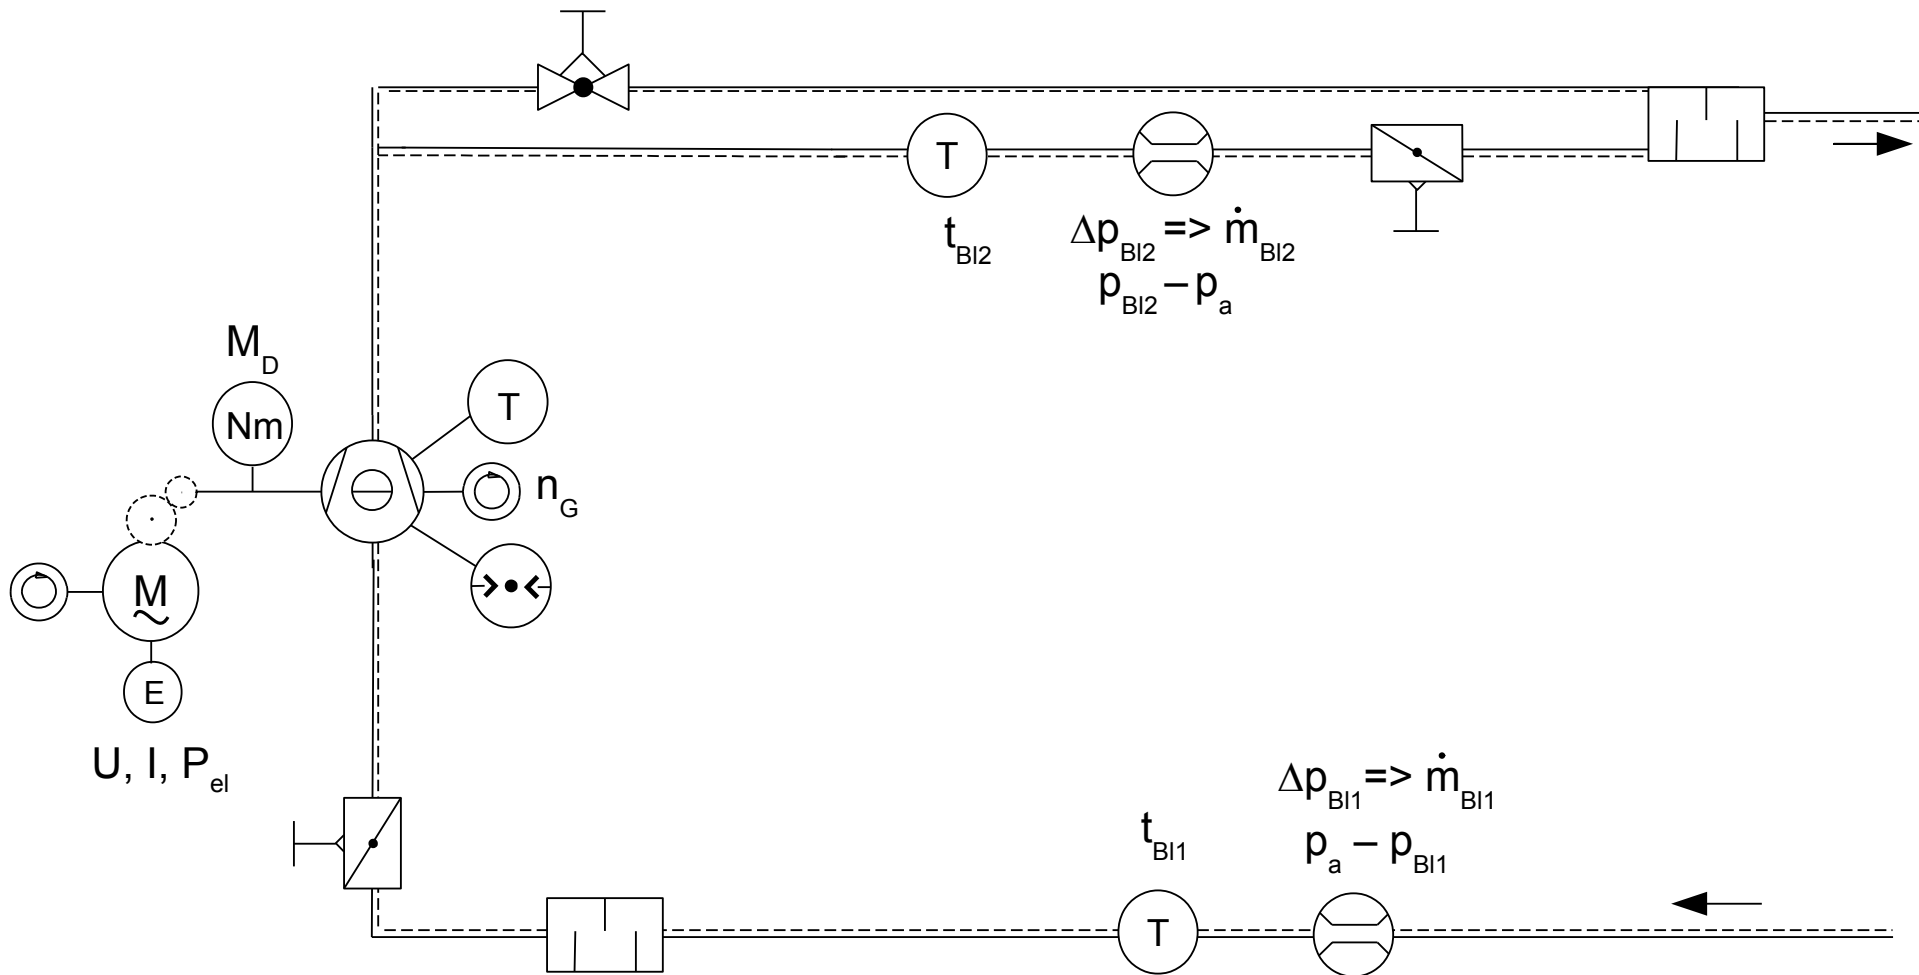 T
t_Bl2
Δp_Bl2 => ṁ_Bl2
p_Bl2 – p_a
M_D
Nm
T
n_G
M
~
E
U, I, P_el
Δp_Bl1 => ṁ_Bl1
p_a – p_Bl1
t_Bl1
T